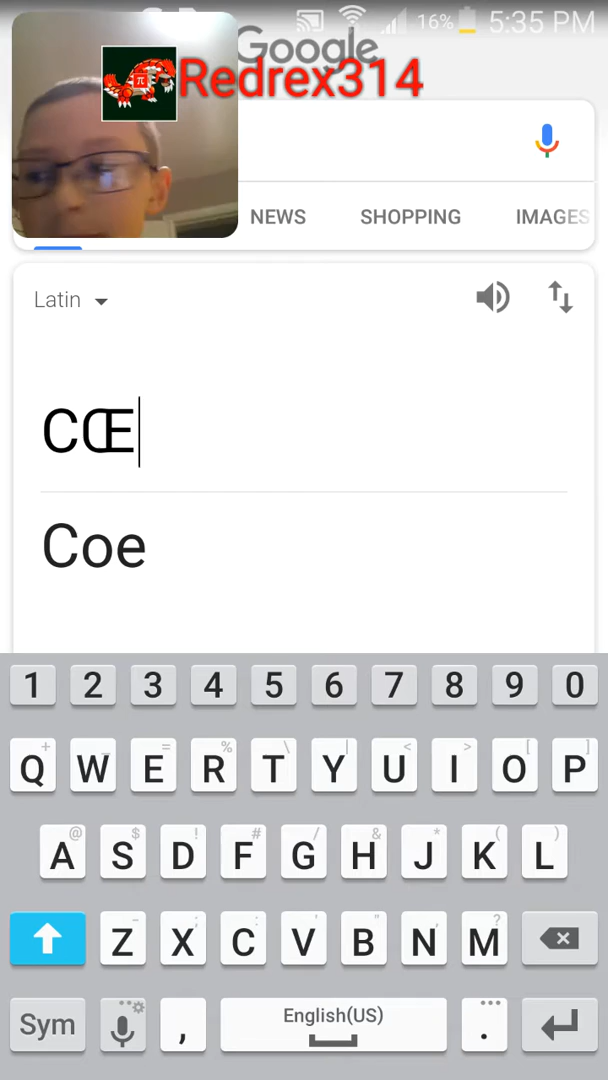 16% 5:35 PM
Google
π
Redrex314
NEWS SHOPPING IMAGES
Latin
CŒ
Coe
1 2 3 4 5 6 7 8 9 0
+ _ = % \ | < > [ ]
Q W E R T Y U I O P
@ $ ! # / & * ( )
A S D F G H J K L
- ; : ' " , ?
Z X C V B N M
Sym , English(US) .